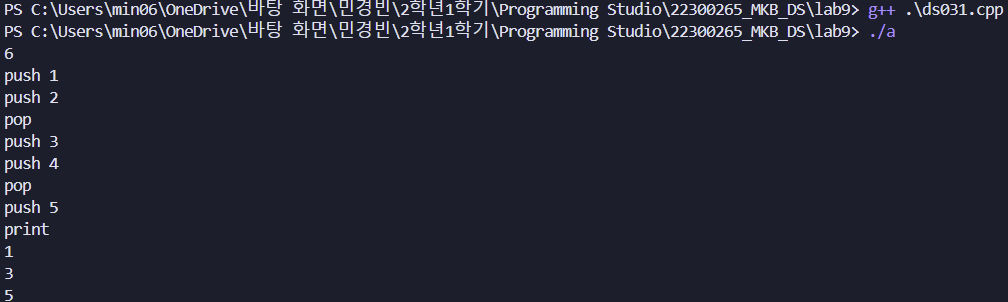 PS C:\Users\min06\OneDrive\바탕 화면\민경빈\2학년1학기\Programming Studio\22300265_MKB_DS\lab9> g++ .\ds031.cpp
PS C:\Users\min06\OneDrive\바탕 화면\민경빈\2학년1학기\Programming Studio\22300265_MKB_DS\lab9> ./a
6
push 1
push 2
pop
push 3
push 4
pop
push 5
print
1
3
5